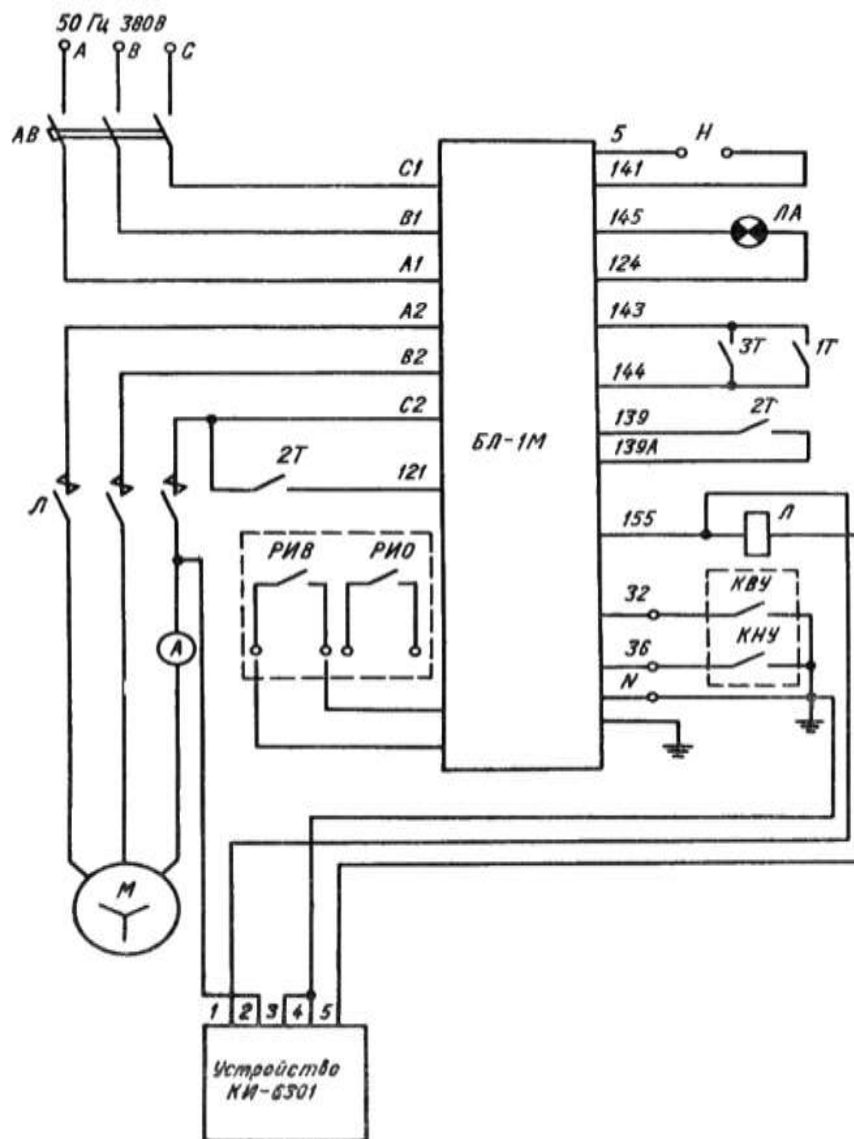 50 Гц 380В
А В С
АВ
С1
В1
А1
А2
В2
С2
2Т
121
Л
РИВ РИО
А
М
БЛ-1М
5 Н
141
145 ЛА
124
143
3Т 1Т
144
139 2Т
139А
155 Л
32 КВУ
36 КНУ
N
1 2 3 4 5
Устройство
КИ-6301